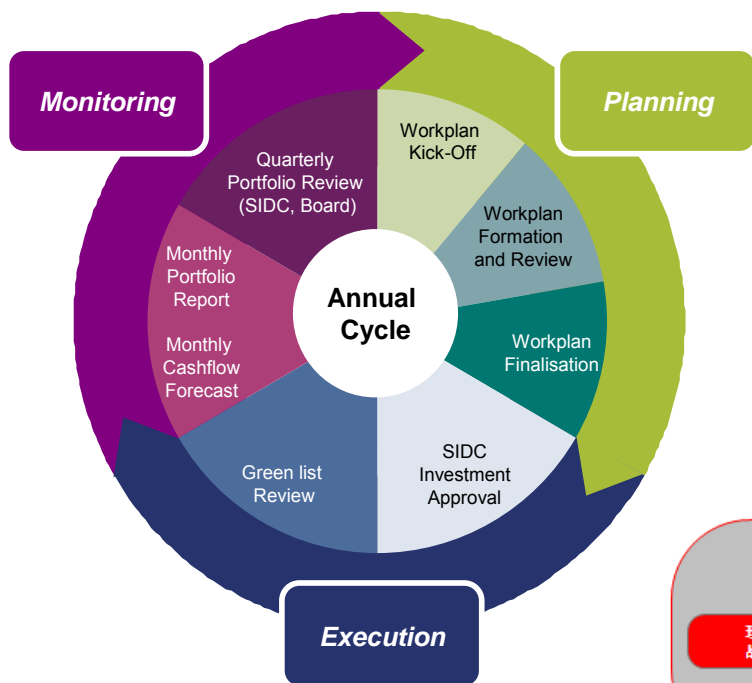 Monitoring
Planning
Workplan
Kick-Off
Quarterly
Portfolio Review
(SIDC, Board)
Workplan
Formation
and Review
Monthly
Portfolio
Report
Annual
Cycle
Monthly
Cashflow
Forecast
Workplan
Finalisation
SIDC
Investment
Approval
Green list
Review
Execution